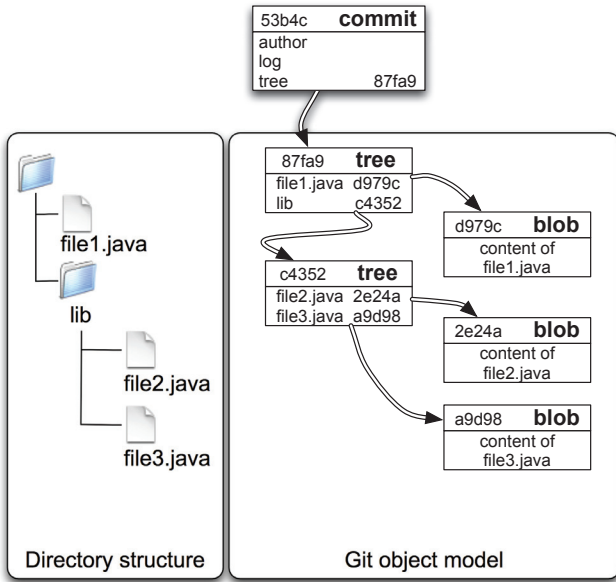 53b4c commit
author
log
tree 87fa9
file1.java
lib
file2.java
file3.java
Directory structure
87fa9 tree
file1.java d979c
lib c4352
d979c blob
content of
file1.java
c4352 tree
file2.java 2e24a
file3.java a9d98
2e24a blob
content of
file2.java
a9d98 blob
content of
file3.java
Git object model